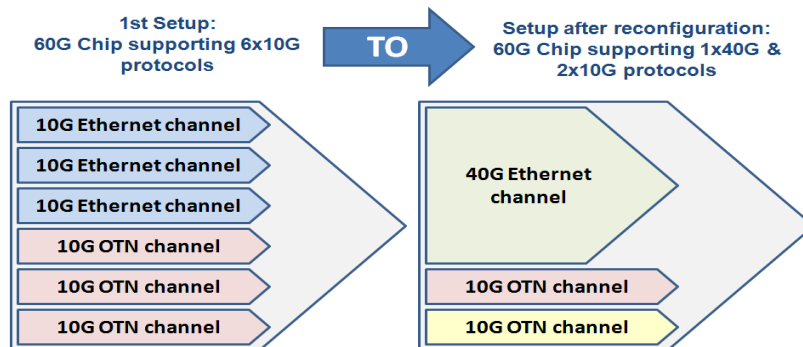 1st Setup:
60G Chip supporting 6x10G
protocols
TO
Setup after reconfiguration:
60G Chip supporting 1x40G &
2x10G protocols
10G Ethernet channel
10G Ethernet channel
10G Ethernet channel
10G OTN channel
10G OTN channel
10G OTN channel
40G Ethernet
channel
10G OTN channel
10G OTN channel